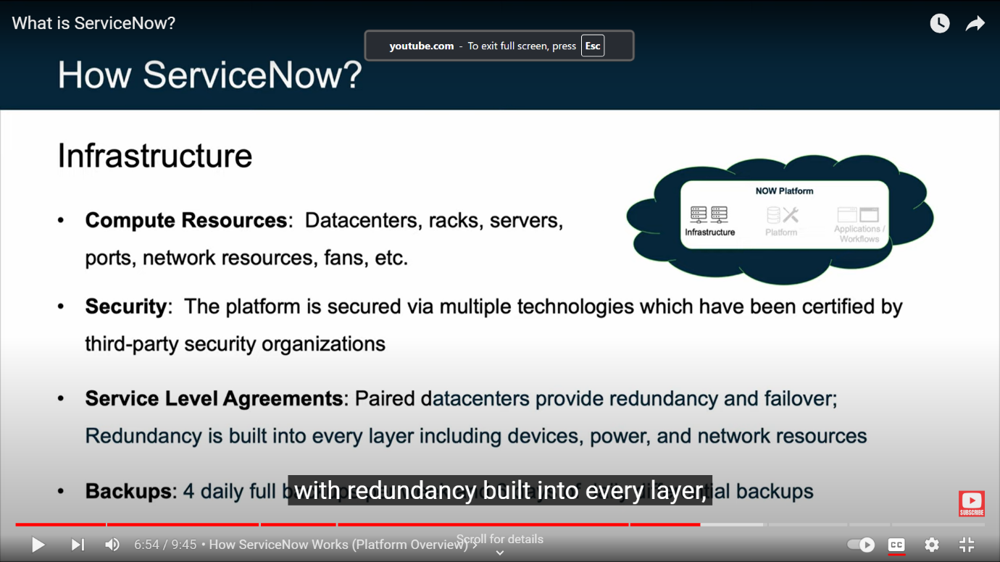 What is ServiceNow?
youtube.com - To exit full screen, press Esc
How ServiceNow?
Infrastructure
NOW Platform
Infrastructure
Platform
Applications /
Workflows
• Compute Resources: Datacenters, racks, servers,
ports, network resources, fans, etc.
• Security: The platform is secured via multiple technologies which have been certified by
third-party security organizations
• Service Level Agreements: Paired datacenters provide redundancy and failover;
Redundancy is built into every layer including devices, power, and network resources
• Backups: 4 daily full
backups
with redundancy built into every layer,
SUBSCRIBE
6:54 / 9:45 • How ServiceNow Works (Platform Overview) >
Scroll for details
CC